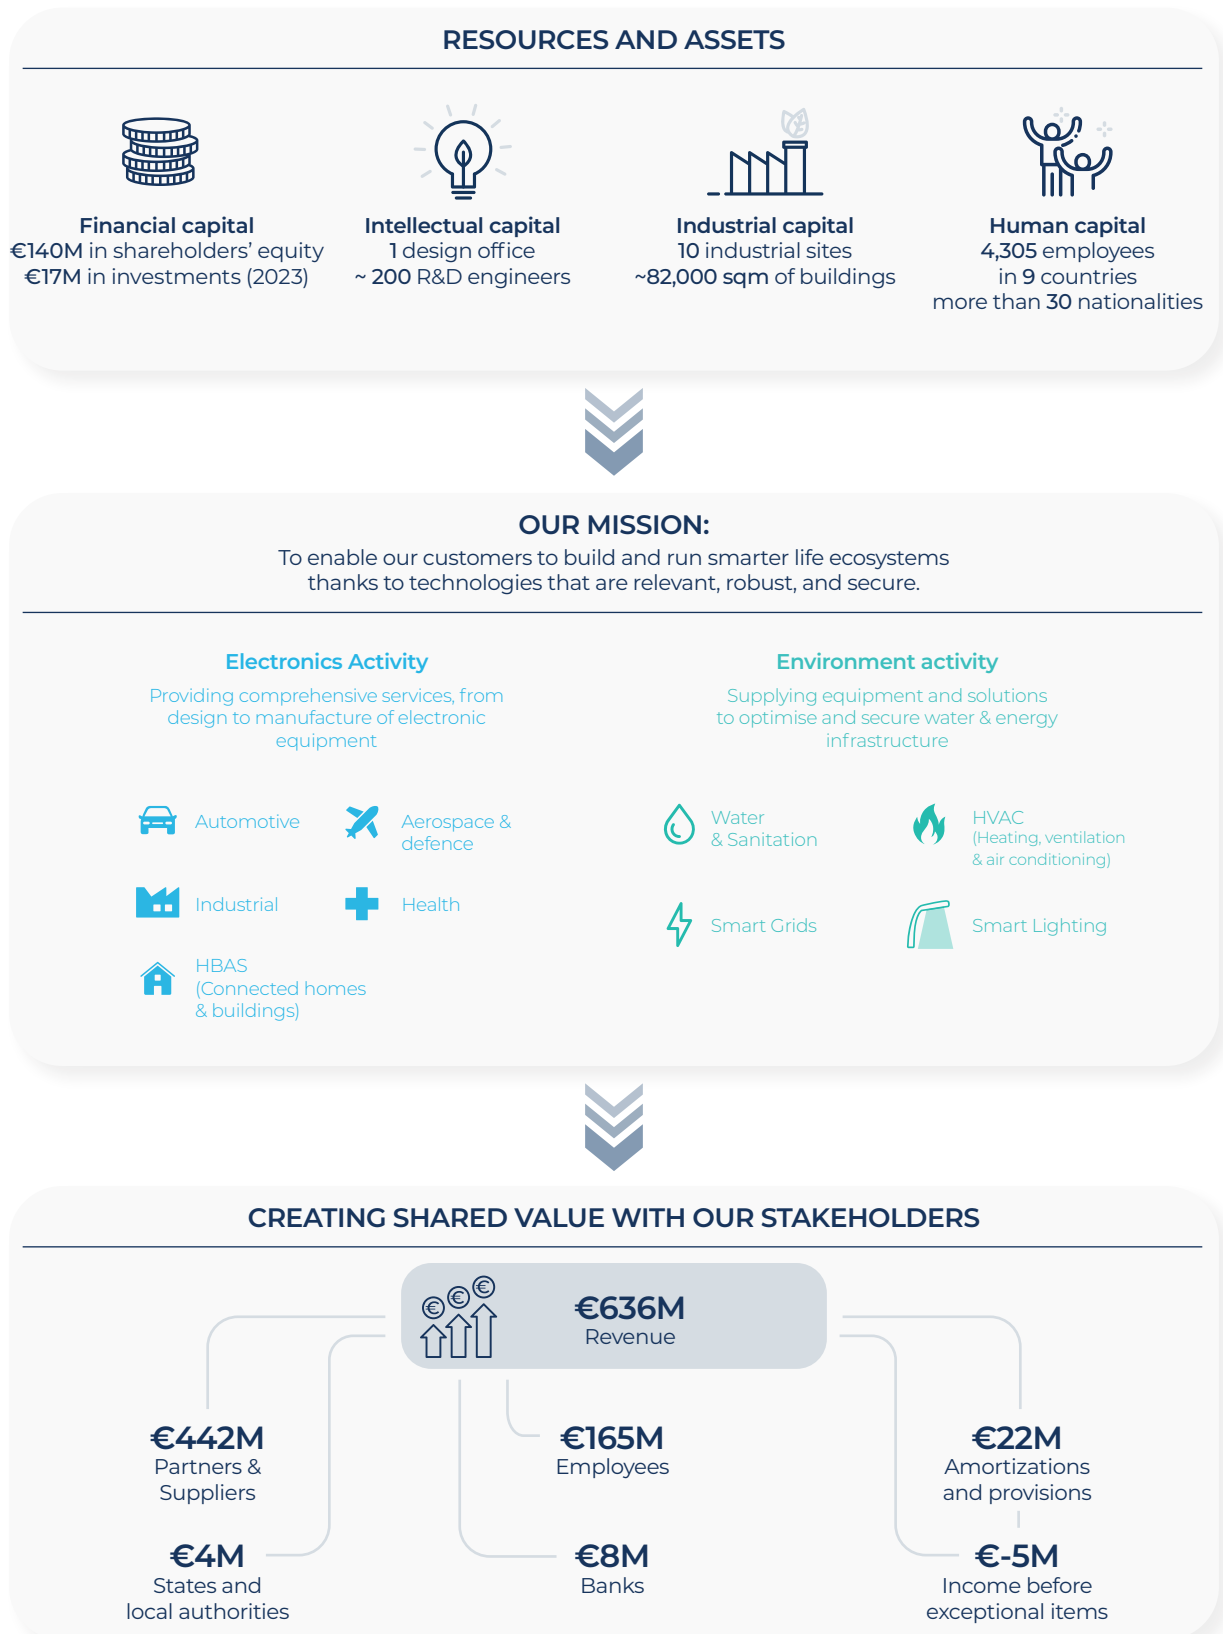 RESOURCES AND ASSETS
Financial capital
€140M in shareholders’ equity
€17M in investments (2023)
Intellectual capital
1 design office
~ 200 R&D engineers
Industrial capital
10 industrial sites
~82,000 sqm of buildings
Human capital
4,305 employees
in 9 countries
more than 30 nationalities
OUR MISSION:
To enable our customers to build and run smarter life ecosystems
thanks to technologies that are relevant, robust, and secure.
Electronics Activity
Providing comprehensive services, from
design to manufacture of electronic
equipment
Automotive
Aerospace &
defence
Industrial
Health
HBAS
(Connected homes
& buildings)
Environment activity
Supplying equipment and solutions
to optimise and secure water & energy
infrastructure
Water
& Sanitation
HVAC
(Heating, ventilation
& air conditioning)
Smart Grids
Smart Lighting
CREATING SHARED VALUE WITH OUR STAKEHOLDERS
€ € €
€636M
Revenue
€442M
Partners &
Suppliers
€165M
Employees
€22M
Amortizations
and provisions
€4M
States and
local authorities
€8M
Banks
€-5M
Income before
exceptional items